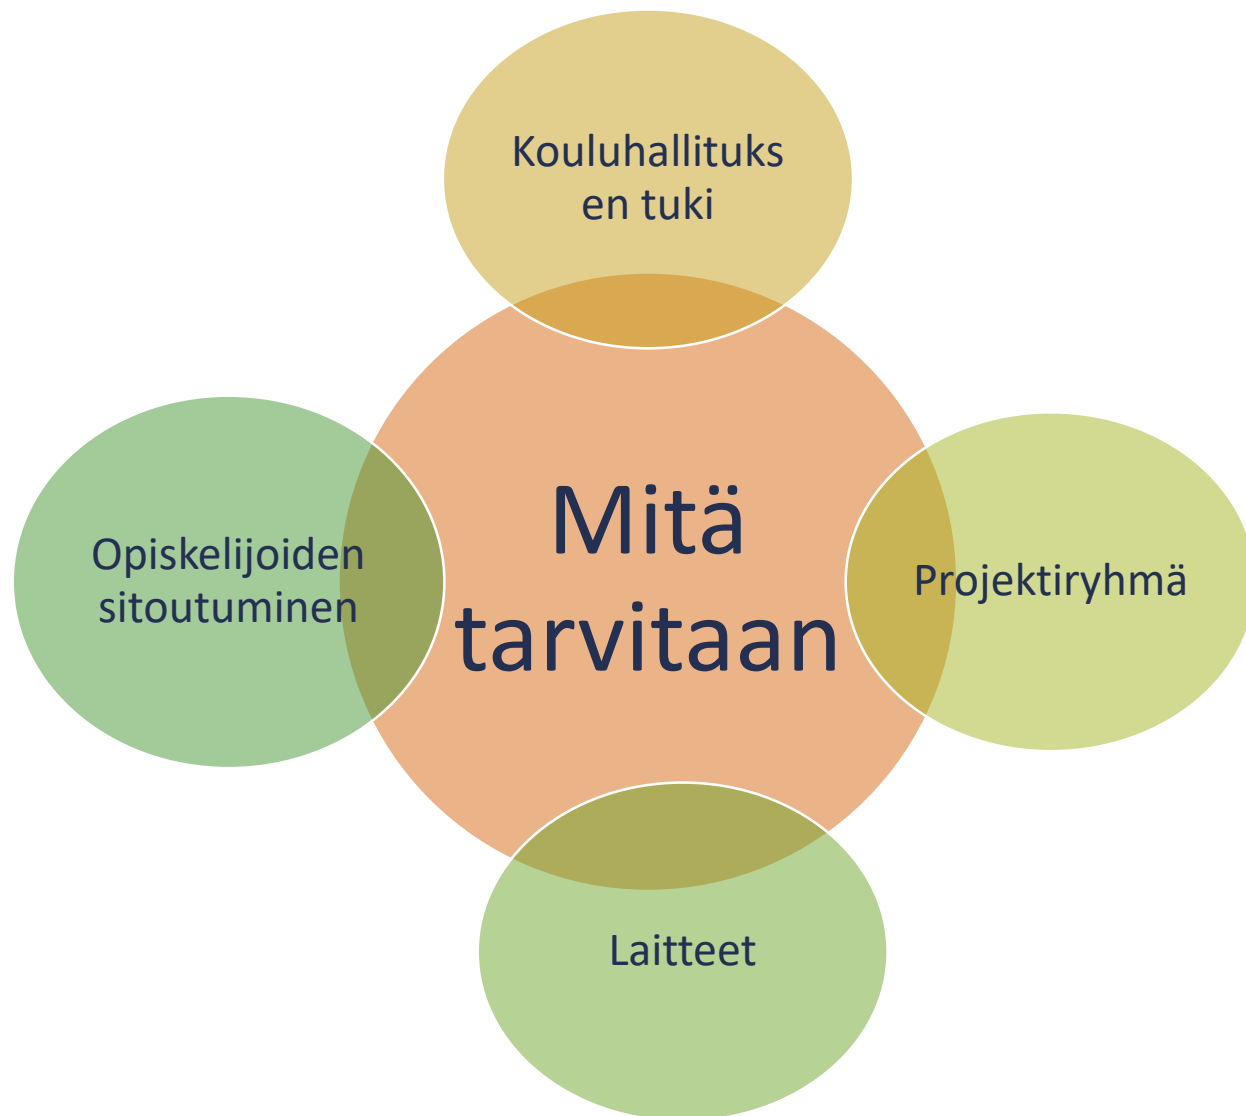 Kouluhallituks
en tuki
Opiskelijoiden
sitoutuminen
Mitä
tarvitaan
Projektiryhmä
Laitteet